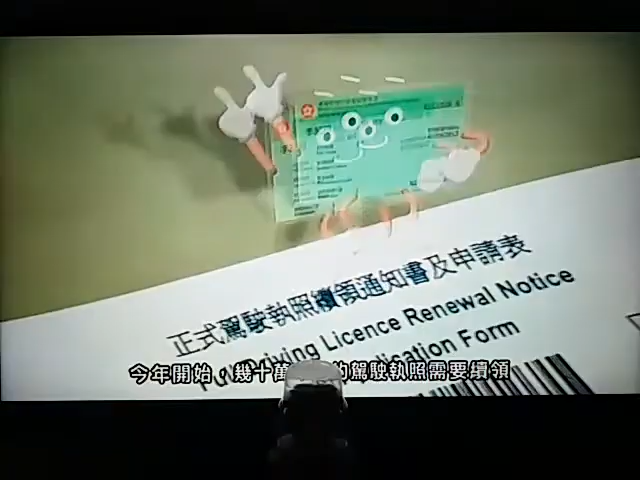 正式駕駛執照續領通知書及申請表
Full Driving Licence Renewal Notice
Application Form
今年開始，幾十萬 的駕駛執照需要續領